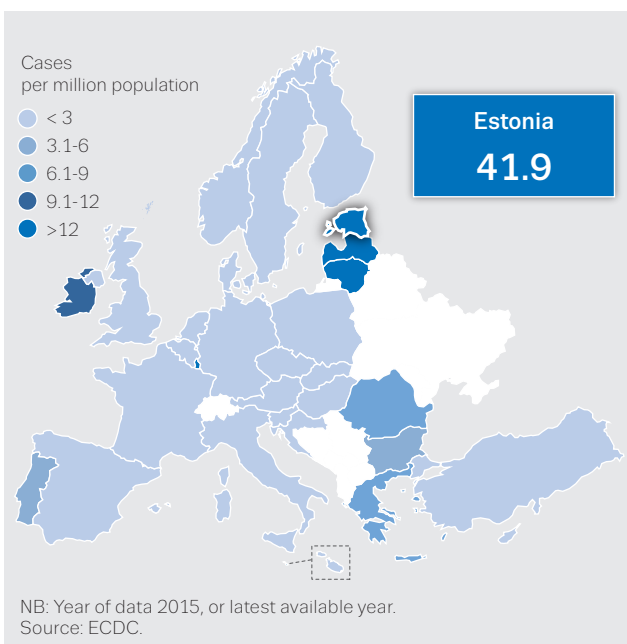 Cases
per million population
< 3
3.1-6
6.1-9
9.1-12
>12
Estonia
41.9
NB: Year of data 2015, or latest available year.
Source: ECDC.